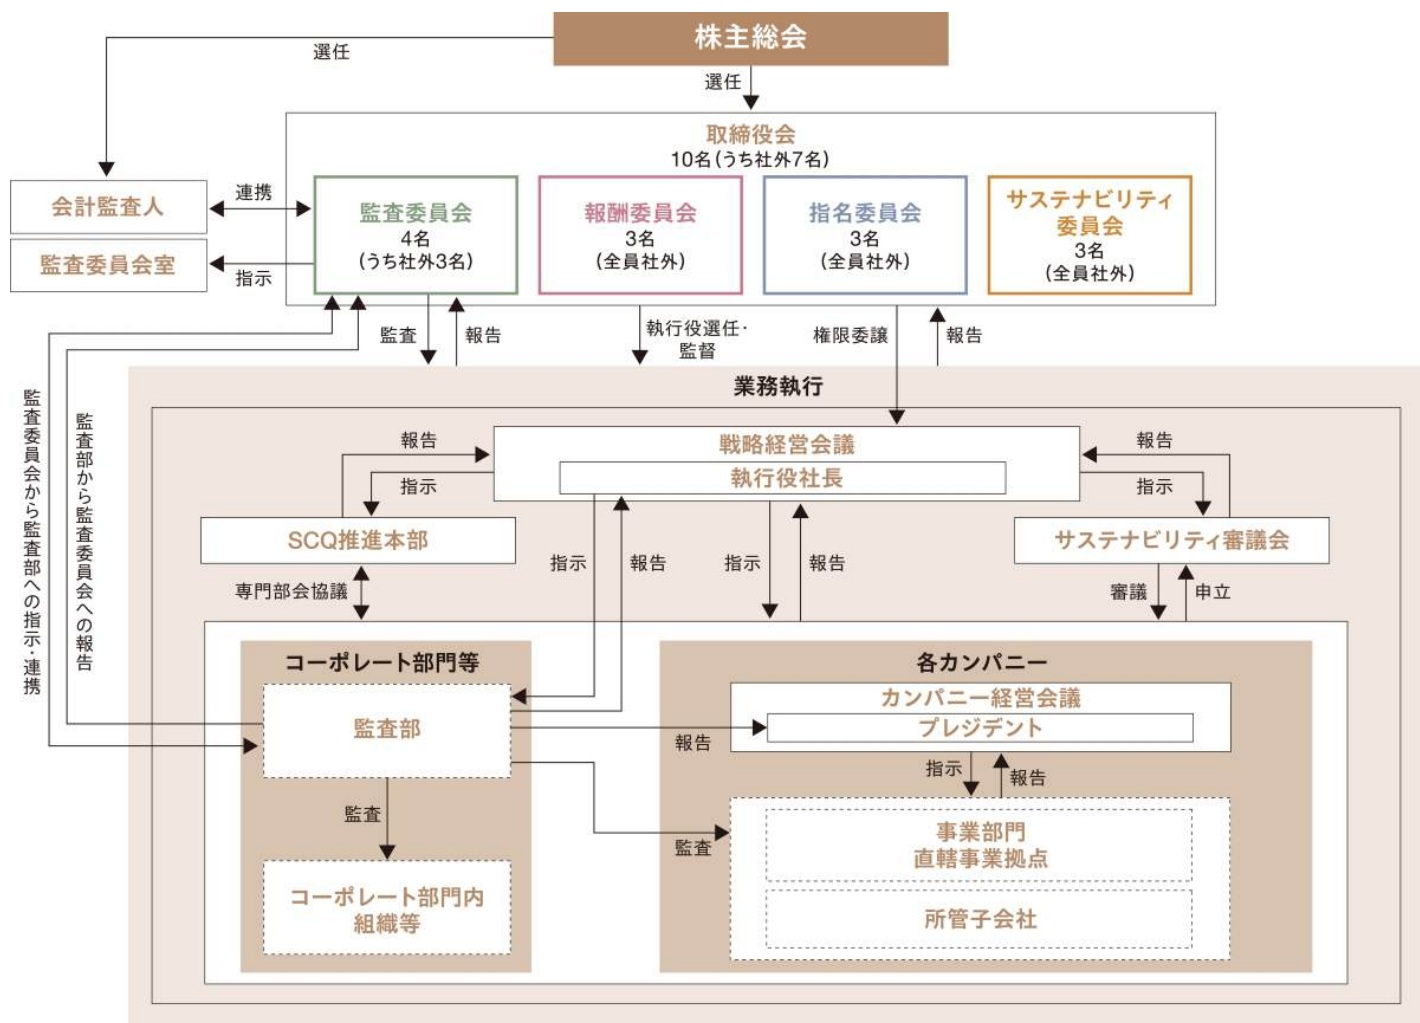 株主総会
選任
選任
取締役会
10名(うち社外7名)
会計監査人
連携
監査委員会室
指示
監査委員会
4名
(うち社外3名)
報酬委員会
3名
(全員社外)
指名委員会
3名
(全員社外)
サステナビリティ
委員会
3名
(全員社外)
監査
報告
執行役選任・
監督
権限委譲
報告
監査委員会から監査部への指示・連携
監査部から監査委員会への報告
業務執行
戦略経営会議
執行役社長
報告
指示
報告
指示
SCQ推進本部
サステナビリティ審議会
専門部会協議
指示
報告
指示
報告
審議
申立
コーポレート部門等
監査部
監査
コーポレート部門内
組織等
報告
監査
各カンパニー
カンパニー経営会議
プレジデント
指示
報告
事業部門
直轄事業拠点
所管子会社